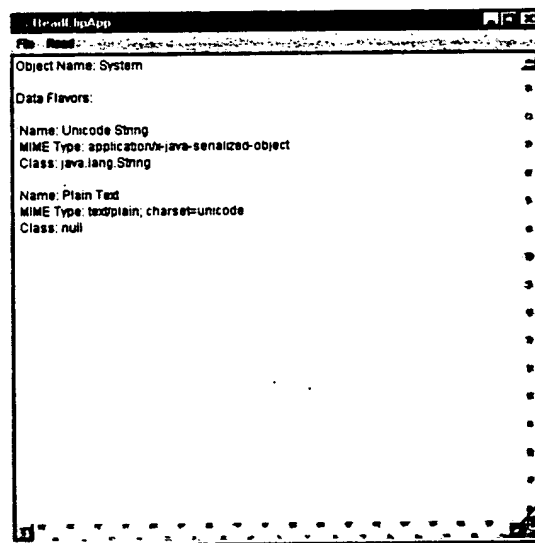 ReadClipApp
File Read
Object Name: System
Data Flavors:
Name: Unicode String
MIME Type: application/x-java-serialized-object
Class: java.lang.String
Name: Plain Text
MIME Type: text/plain; charset=unicode
Class: null